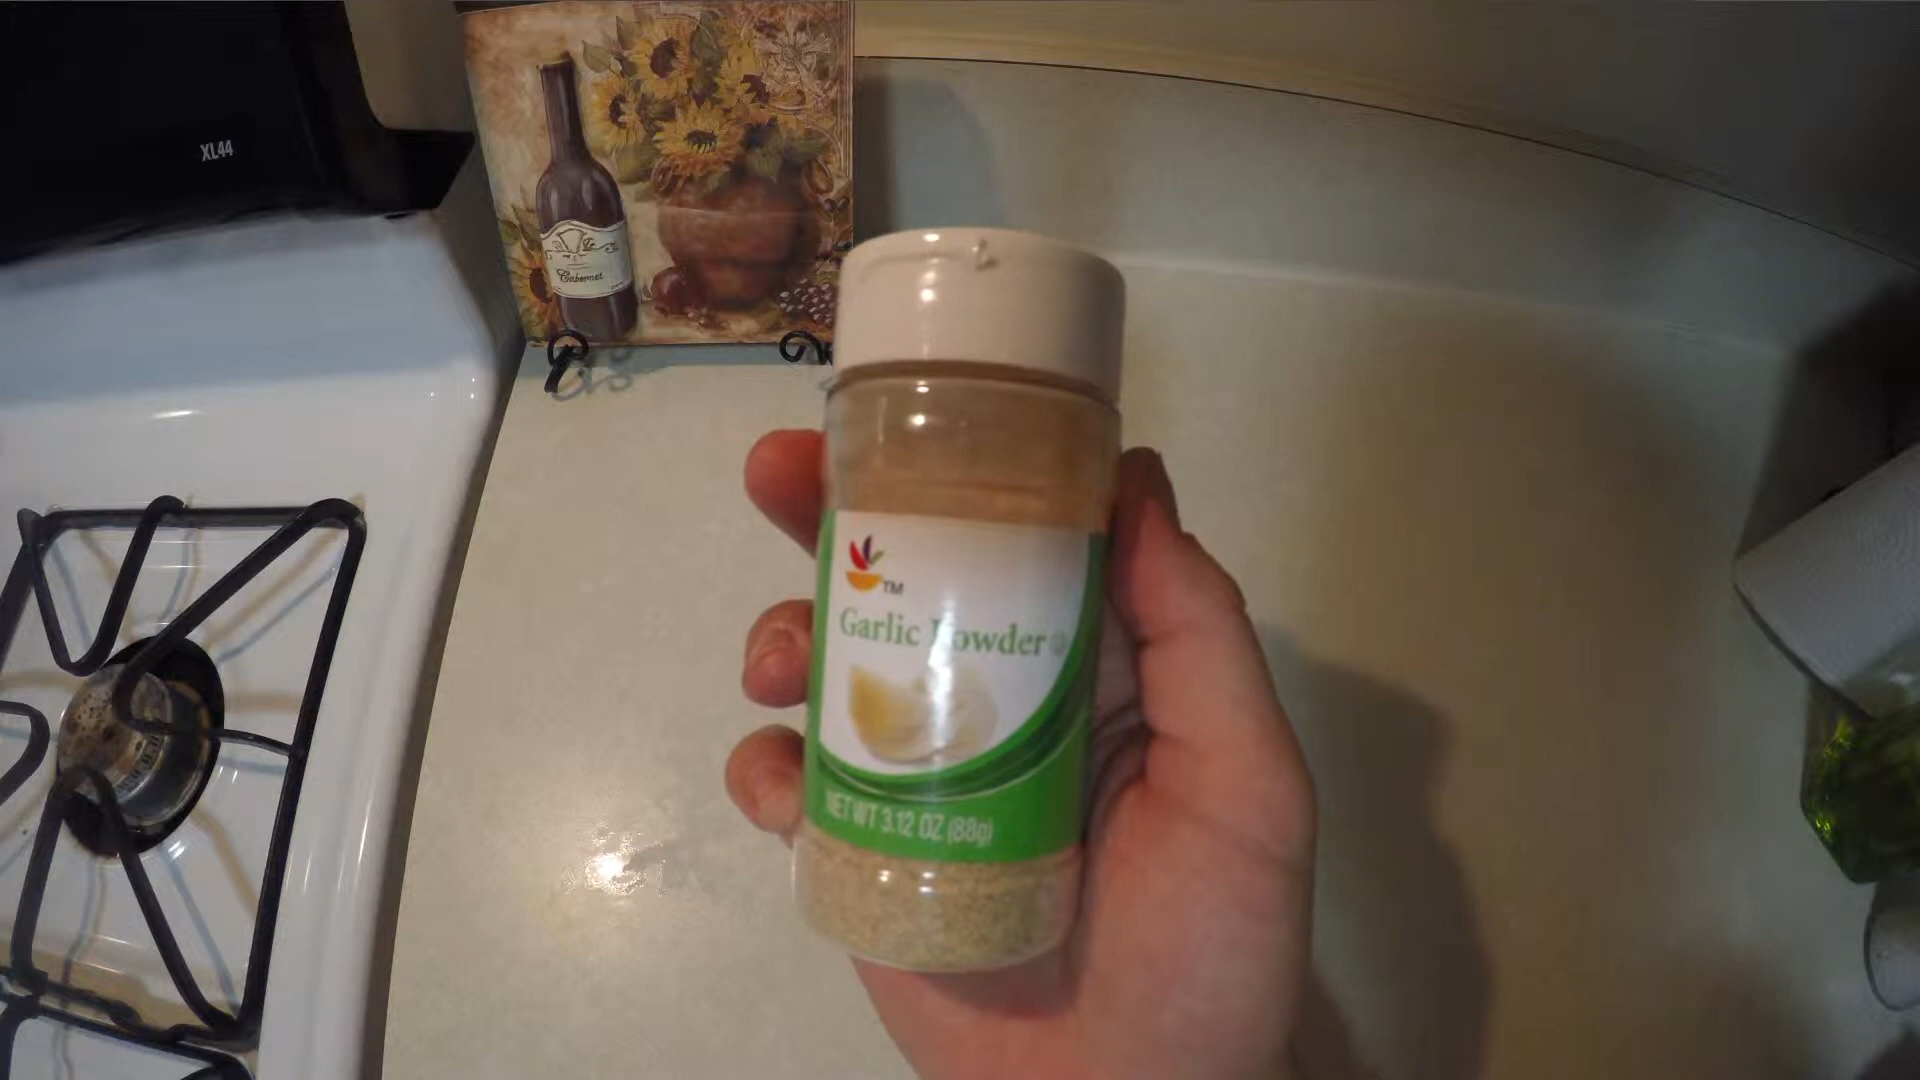 XL44
Cabernet
TM
Garlic Powder
NET WT 3.12 OZ (88g)